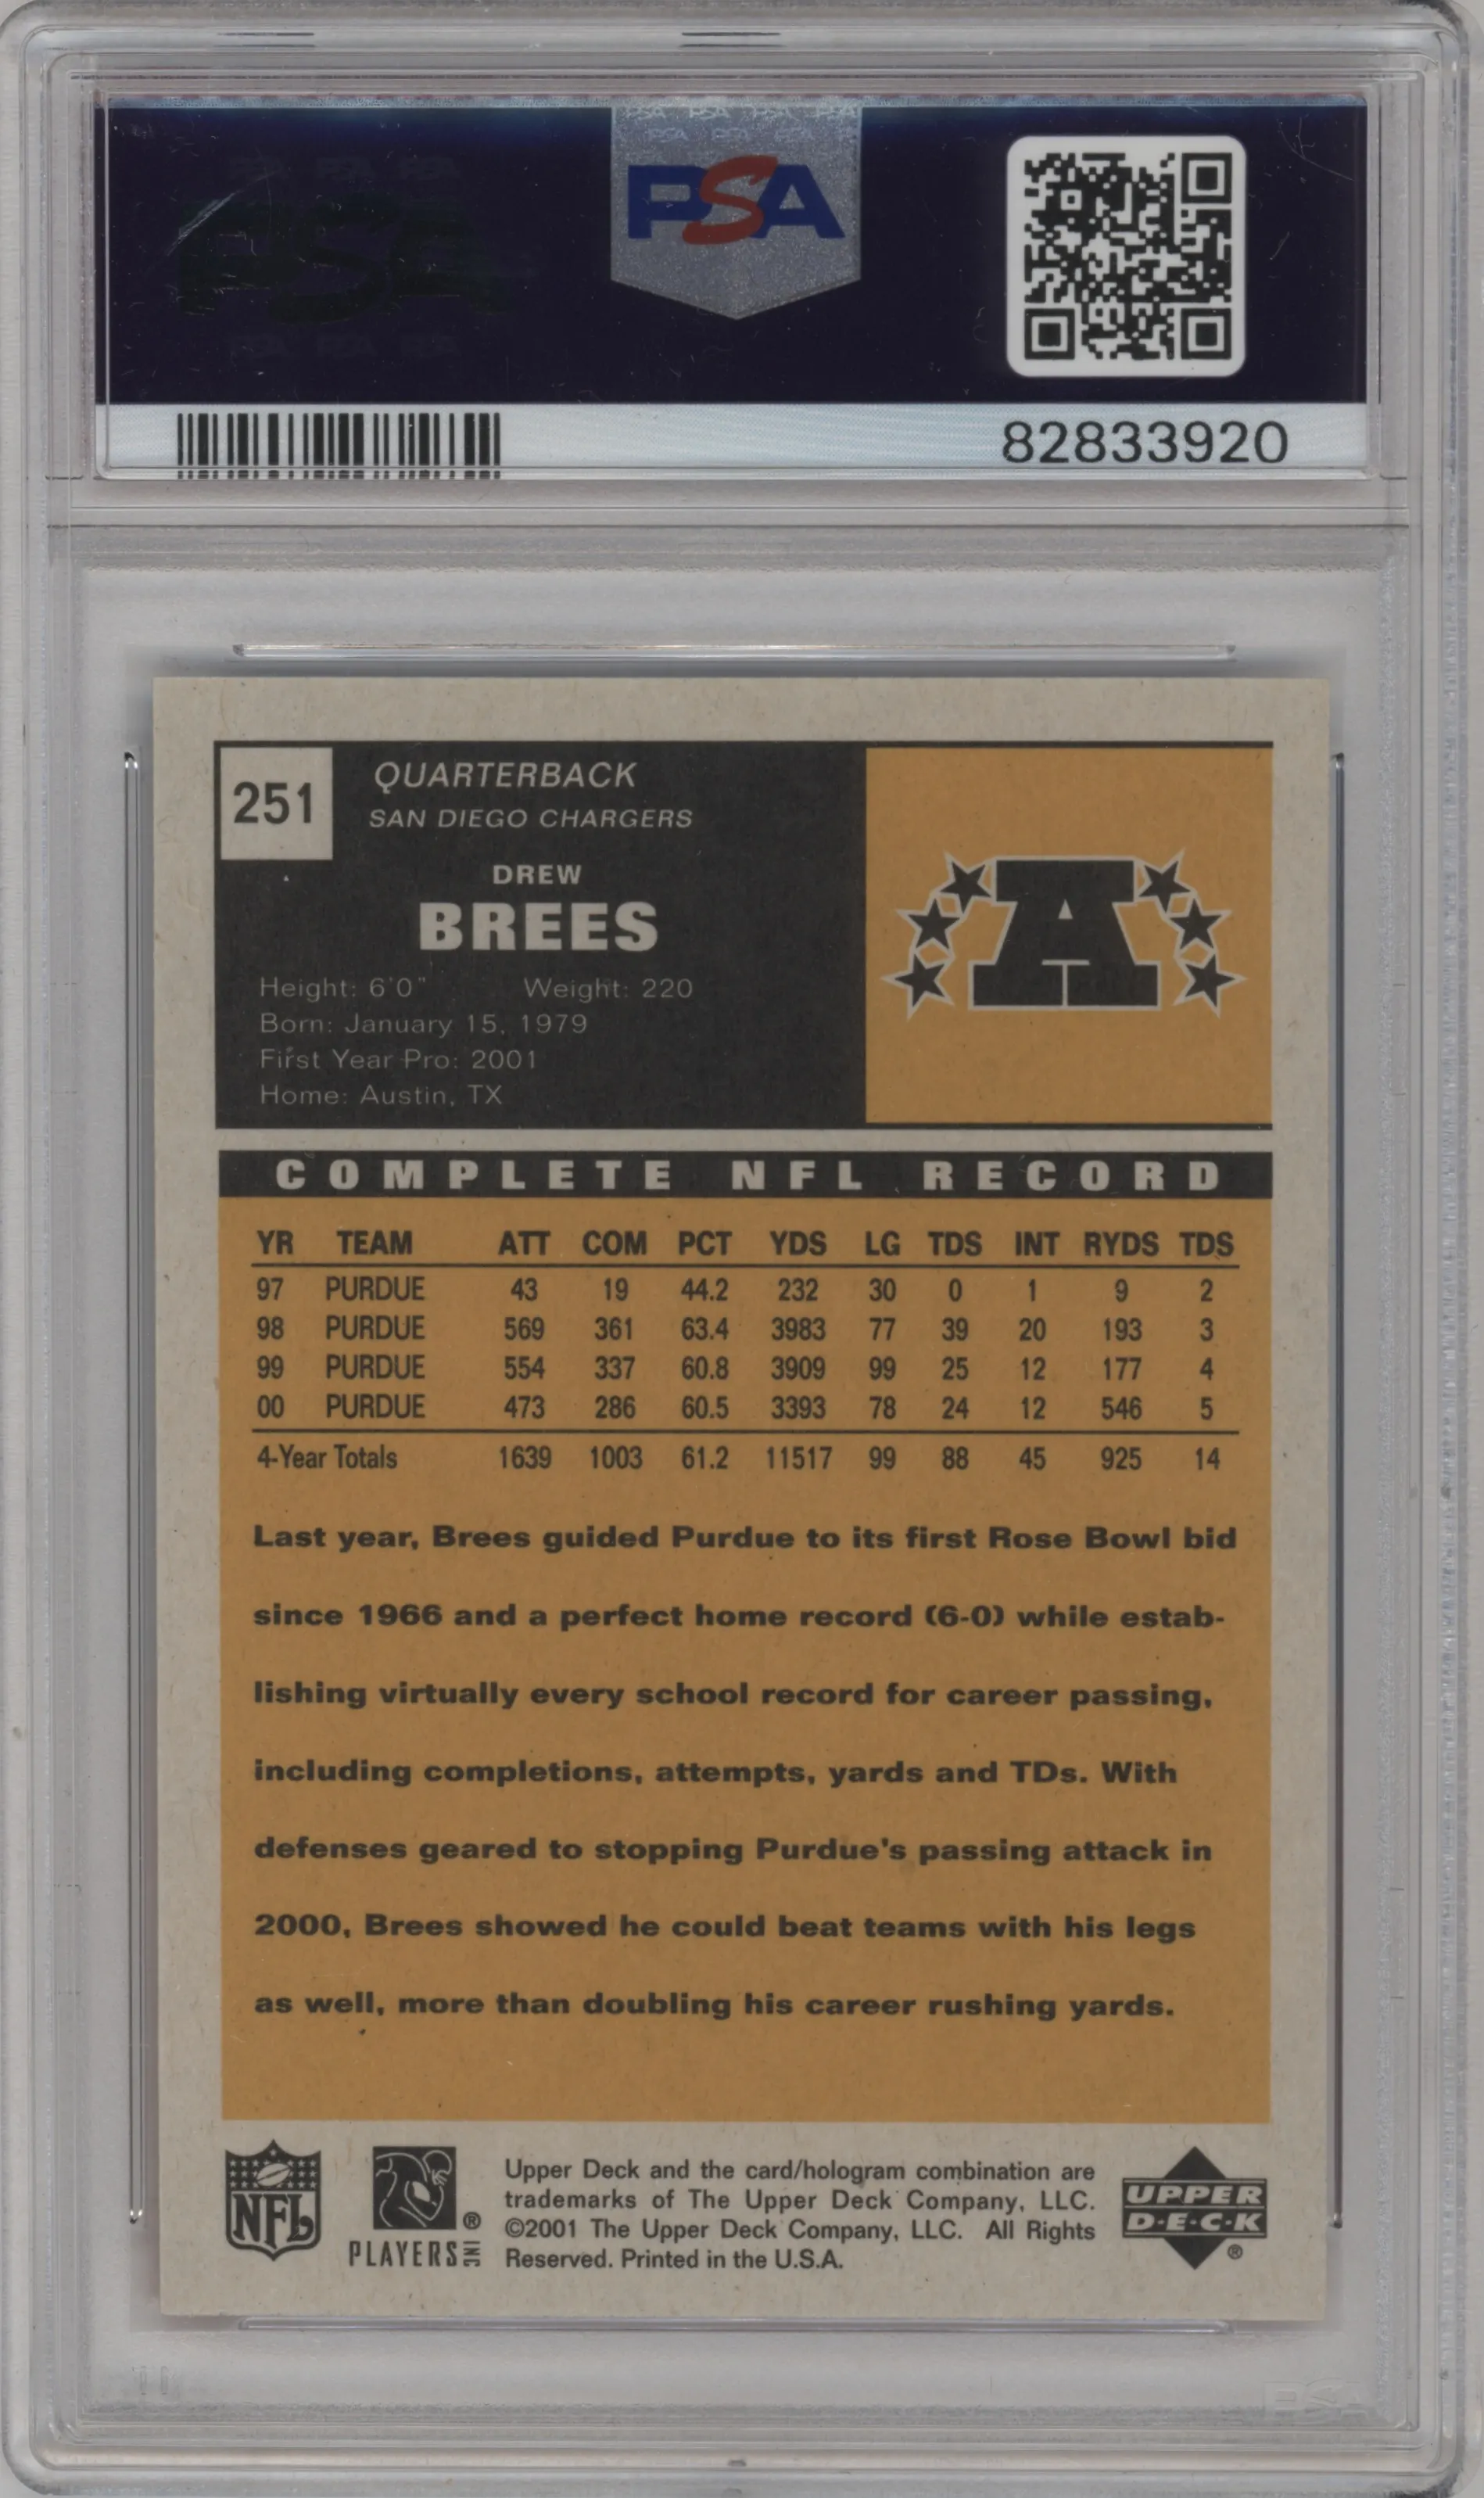 PSA
82833920
251
QUARTERBACK
SAN DIEGO CHARGERS
DREW
BREES
Height: 6'0" Weight: 220
Born: January 15, 1979
First Year Pro: 2001
Home: Austin, TX
A
COMPLETE NFL RECORD
YR TEAM ATT COM PCT YDS LG TDS INT RYDS TDS
97 PURDUE 43 19 44.2 232 30 0 1 9 2
98 PURDUE 569 361 63.4 3983 77 39 20 193 3
99 PURDUE 554 337 60.8 3909 99 25 12 177 4
00 PURDUE 473 286 60.5 3393 78 24 12 546 5
4-Year Totals 1639 1003 61.2 11517 99 88 45 925 14
Last year, Brees guided Purdue to its first Rose Bowl bid
since 1966 and a perfect home record (6-0) while estab-
lishing virtually every school record for career passing,
including completions, attempts, yards and TDs. With
defenses geared to stopping Purdue's passing attack in
2000, Brees showed he could beat teams with his legs
as well, more than doubling his career rushing yards.
NFL
PLAYERS INC ®
Upper Deck and the card/hologram combination are
trademarks of The Upper Deck Company, LLC.
©2001 The Upper Deck Company, LLC. All Rights
Reserved. Printed in the U.S.A.
UPPER
D·E·C·K
®
PSA